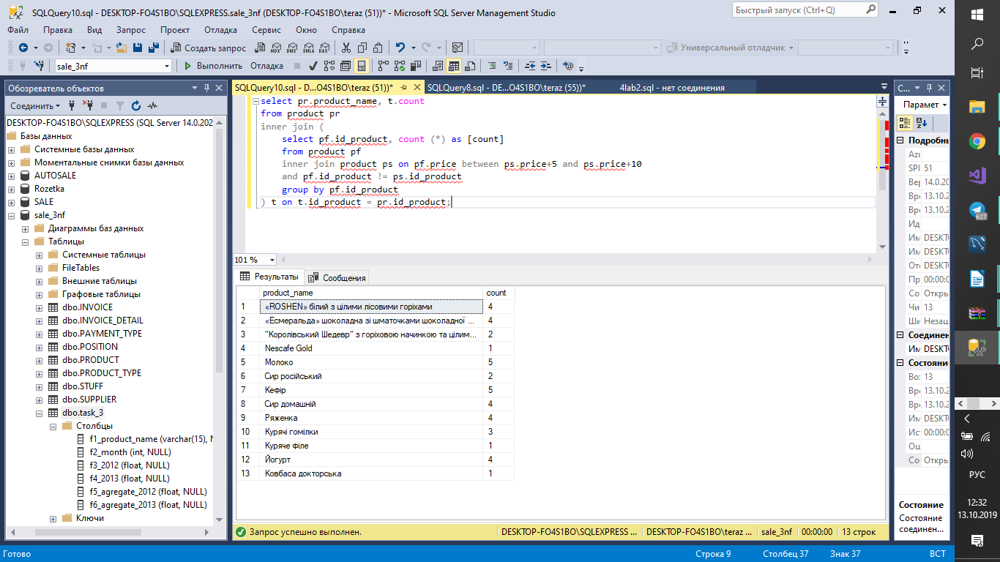 SQLQuery10.sql - DESKTOP-FO4S1BO\SQLEXPRESS.sale_3nf (DESKTOP-FO4S1BO\teraz (51))* - Microsoft SQL Server Management Studio
Быстрый запуск (Ctrl+Q)
Файл Правка Вид Запрос Проект Отладка Сервис Окно Справка
Создать запрос MDX DMX XMLA DAX Универсальный отладчик
sale_3nf Выполнить Отладка
Обозреватель объектов
Соединить
DESKTOP-FO4S1BO\SQLEXPRESS (SQL Server 14.0.202
Базы данных
Системные базы данных
Моментальные снимки базы данных
AUTOSALE
Rozetka
SALE
sale_3nf
Диаграммы баз данных
Таблицы
Системные таблицы
FileTables
Внешние таблицы
Графовые таблицы
dbo.INVOICE
dbo.INVOICE_DETAIL
dbo.PAYMENT_TYPE
dbo.POSITION
dbo.PRODUCT
dbo.PRODUCT_TYPE
dbo.STUFF
dbo.SUPPLIER
dbo.task_3
Столбцы
f1_product_name (varchar(15), N
f2_month (int, NULL)
f3_2012 (float, NULL)
f4_2013 (float, NULL)
f5_agregate_2012 (float, NULL)
f6_agregate_2013 (float, NULL)
Ключи
SQLQuery10.sql - D...O4S1BO\teraz (51))* SQLQuery8.sql - DE...O4S1BO\teraz (55))* 4lab2.sql - нет соединения
select pr.product_name, t.count
from product pr
inner join (
select pf.id_product, count (*) as [count]
from product pf
inner join product ps on pf.price between ps.price+5 and ps.price+10
and pf.id_product != ps.id_product
group by pf.id_product
) t on t.id_product = pr.id_product;
101 %
Результаты Сообщения
product_name count
1 «ROSHEN» білий з цілими лісовими горіхами 4
2 «Есмеральда» шоколадна зі шматочками шоколадної ... 4
3 "Королівський Шедевр" з горіховою начинкою та цілим... 2
4 Nescafe Gold 1
5 Молоко 5
6 Сир російський 2
7 Кефір 5
8 Сир домашній 4
9 Ряженка 4
10 Курячі гомілки 3
11 Куряче філе 1
12 Йогурт 4
13 Ковбаса докторська 1
Запрос успешно выполнен. DESKTOP-FO4S1BO\SQLEXPRESS ... DESKTOP-FO4S1BO\teraz ... sale_3nf 00:00:00 13 строк
С...
Парамет
Подробнь
Azu
SPI 51
Вер 14.0.20
Вре 13.10.2
Вре 13.10.2
Ид
Им DESKT
Им DESKT
Отo DESKT
Пр 00:00:0
Со Откры
Чи 13
Ши Незаш
Соединен
Им DESKT
Состояние
Воз 13
Вре 13.10.2
Вре 13.10.2
Им DESKT
Ист 00:00:0
Ош
Со Откры
Состояние
Состояние
соединен...
607
РУС
12:32
13.10.2019
Готово Строка 9 Столбец 37 Знак 37 ВСТ